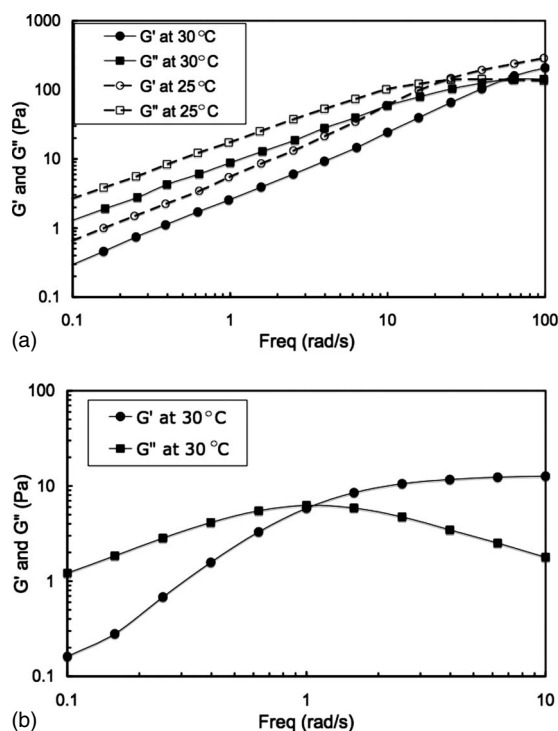 1000
100
10
1
0.1
G' and G" (Pa)
G' at 30 °C
G" at 30°C
G' at 25°C
G" at 25°C
0.1 1 10 100
Freq (rad/s)
(a)
100
10
1
0.1
G' and G" (Pa)
G' at 30°C
G" at 30 °C
0.1 1 10
Freq (rad/s)
(b)